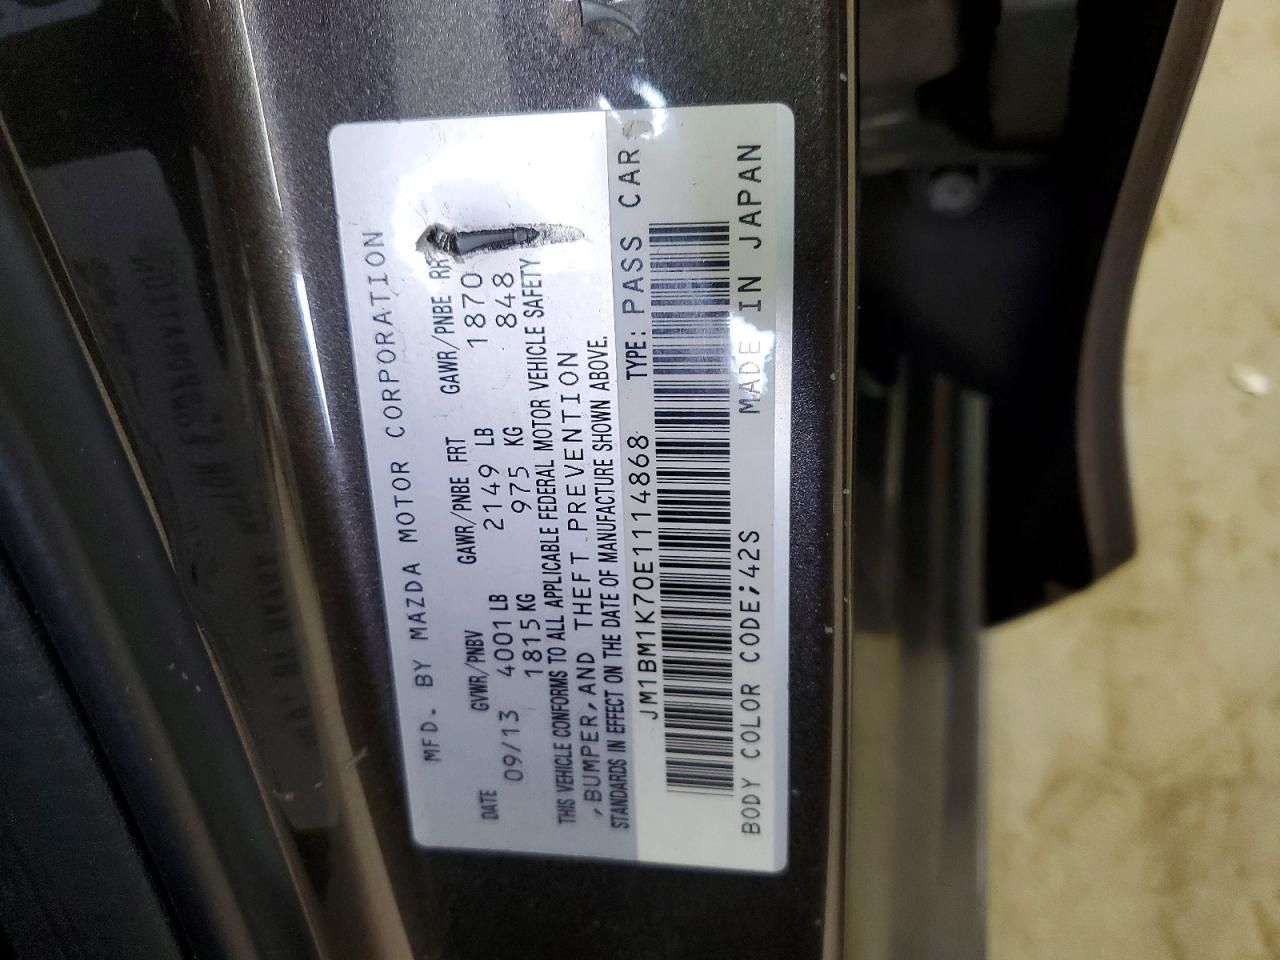 MFD. BY MAZDA MOTOR CORPORATION
DATE GVWR/PNBV GAWR/PNBE FRT GAWR/PNBE RR
09/13 4001 LB 2149 LB 1870
1815 KG 975 KG 848
THIS VEHICLE CONFORMS TO ALL APPLICABLE FEDERAL MOTOR VEHICLE SAFETY
,BUMPER,AND THEFT PREVENTION
STANDARDS IN EFFECT ON THE DATE OF MANUFACTURE SHOWN ABOVE.
JM1BM1K70E1114868 TYPE: PASS CAR
BODY COLOR CODE;42S MADE IN JAPAN